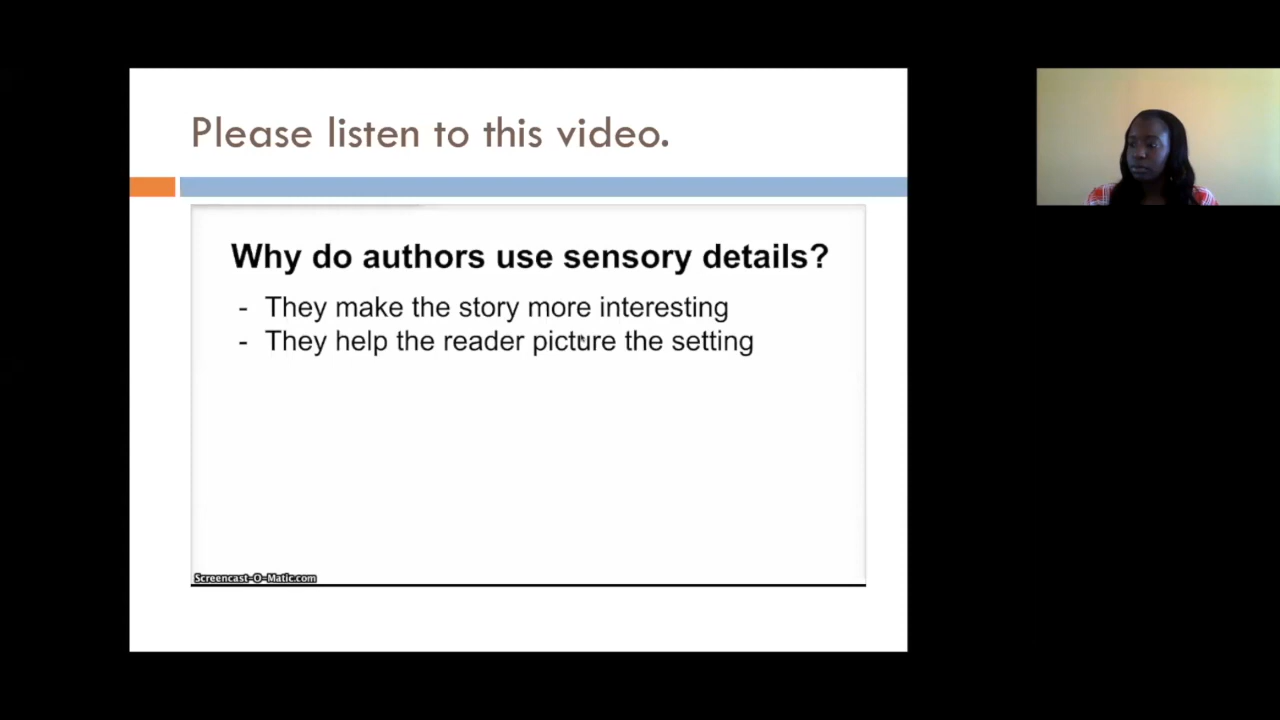 Please listen to this video.
Why do authors use sensory details?
- They make the story more interesting
- They help the reader picture the setting
Screencast-O-Matic.com